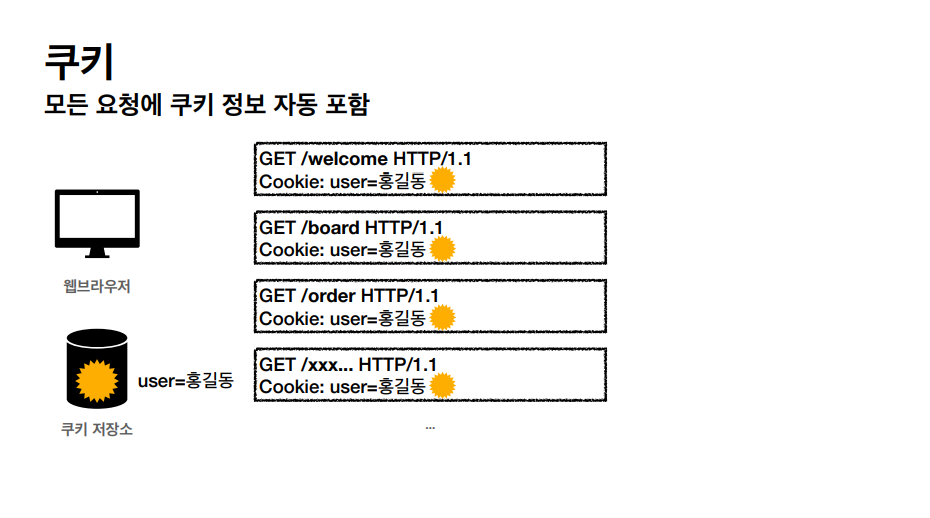 쿠키
모든 요청에 쿠키 정보 자동 포함
GET /welcome HTTP/1.1
Cookie: user=홍길동
GET /board HTTP/1.1
Cookie: user=홍길동
웹브라우저
GET /order HTTP/1.1
Cookie: user=홍길동
GET /xxx... HTTP/1.1
Cookie: user=홍길동
user=홍길동
쿠키 저장소
...